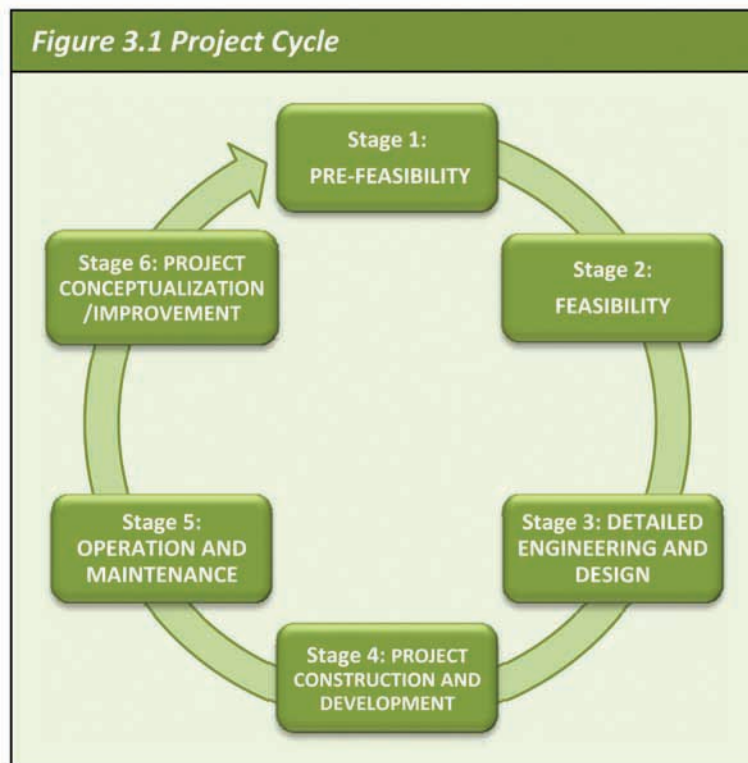 Figure 3.1 Project Cycle
Stage 1:
PRE-FEASIBILITY
Stage 2:
FEASIBILITY
Stage 3: DETAILED
ENGINEERING AND
DESIGN
Stage 4: PROJECT
CONSTRUCTION AND
DEVELOPMENT
Stage 5:
OPERATION AND
MAINTENANCE
Stage 6: PROJECT
CONCEPTUALIZATION
/IMPROVEMENT